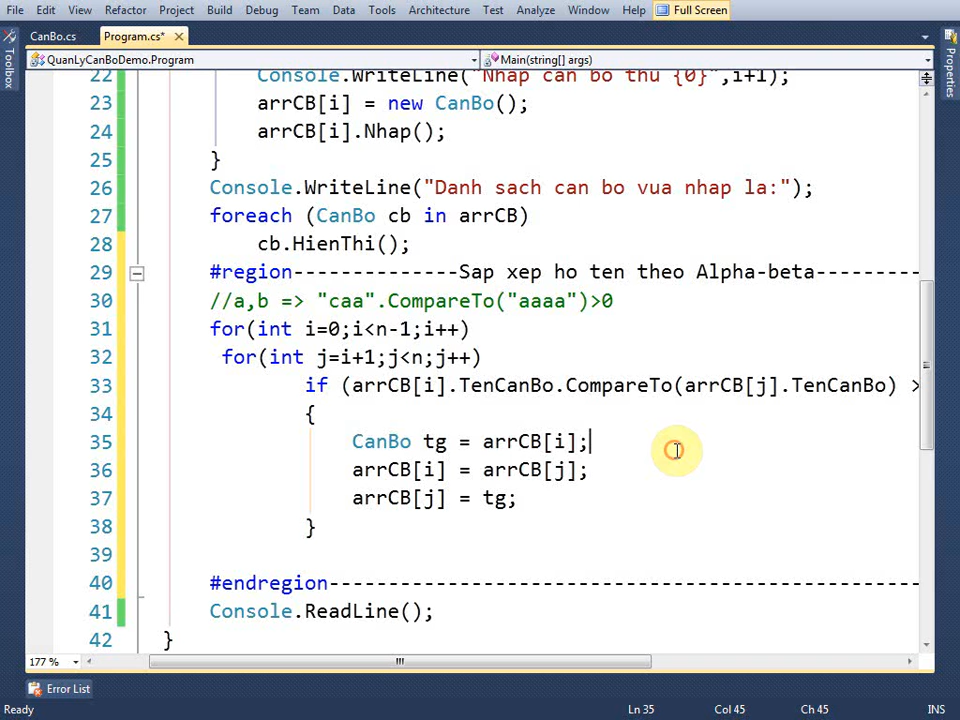 File Edit View Refactor Project Build Debug Team Data Tools Architecture Test Analyze Window Help Full Screen
CanBo.cs Program.cs*
Toolbox
Properties
QuanLyCanBoDemo.Program Main(string[] args)
22 Console.WriteLine("Nhap can bo thu {0}",i+1);
23 arrCB[i] = new CanBo();
24 arrCB[i].Nhap();
25 }
26 Console.WriteLine("Danh sach can bo vua nhap la:");
27 foreach (CanBo cb in arrCB)
28 cb.HienThi();
29 #region--------------Sap xep ho ten theo Alpha-beta---------
30 //a,b => "caa".CompareTo("aaaa")>0
31 for(int i=0;i<n-1;i++)
32 for(int j=i+1;j<n;j++)
33 if (arrCB[i].TenCanBo.CompareTo(arrCB[j].TenCanBo) >
34 {
35 CanBo tg = arrCB[i];
36 arrCB[i] = arrCB[j];
37 arrCB[j] = tg;
38 }
39
40 #endregion--------------------------------------------------
41 Console.ReadLine();
42 }
177 %
Error List
Ready Ln 35 Col 45 Ch 45 INS